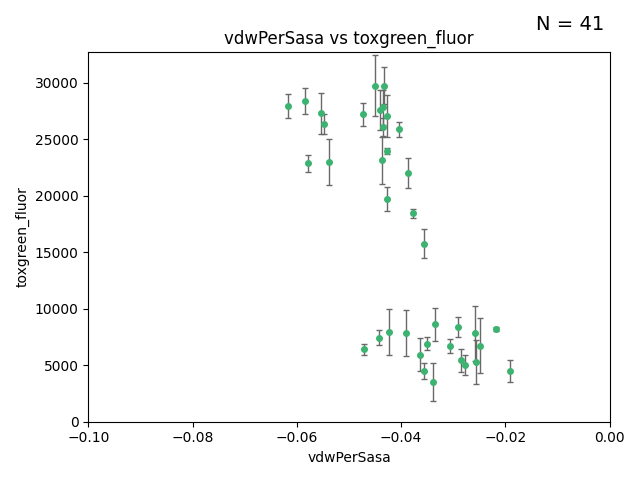 N = 41
vdwPerSasa vs toxgreen_fluor
30000
25000
20000
15000
10000
5000
0
toxgreen_fluor
−0.10 −0.08 −0.06 −0.04 −0.02 0.00
vdwPerSasa